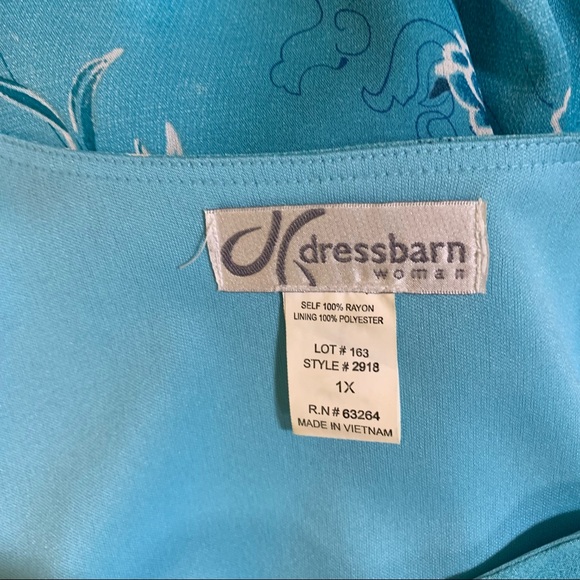 dressbarn
woman
SELF 100% RAYON
LINING 100% POLYESTER
LOT # 163
STYLE # 2918
1X
R.N # 63264
MADE IN VIETNAM